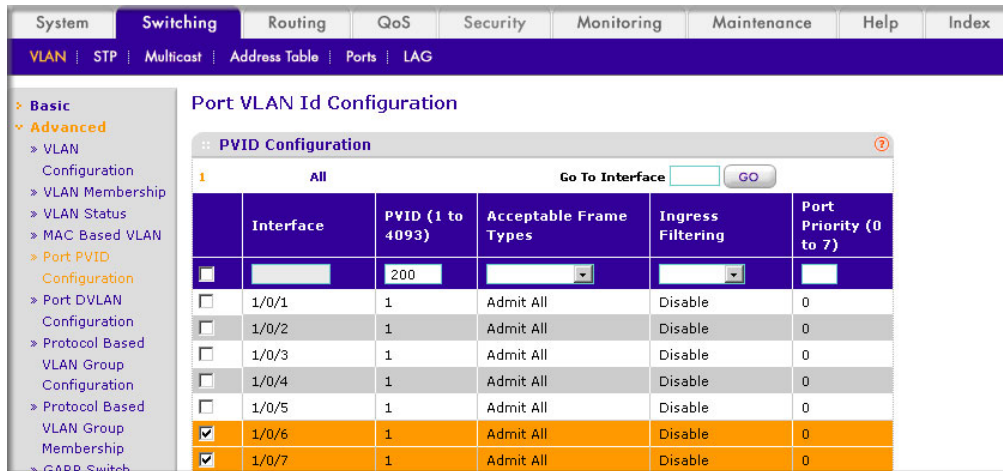 System Switching Routing QoS Security Monitoring Maintenance Help Index
VLAN STP Multicast Address Table Ports LAG
Basic
Advanced
» VLAN
Configuration
» VLAN Membership
» VLAN Status
» MAC Based VLAN
» Port PVID
Configuration
» Port DVLAN
Configuration
» Protocol Based
VLAN Group
Configuration
» Protocol Based
VLAN Group
Membership
» GARP Switch
Port VLAN Id Configuration
PVID Configuration
1 All Go To Interface GO
Interface
PVID (1 to
4093)
Acceptable Frame
Types
Ingress
Filtering
Port
Priority (0
to 7)
200
1/0/1 1 Admit All Disable 0
1/0/2 1 Admit All Disable 0
1/0/3 1 Admit All Disable 0
1/0/4 1 Admit All Disable 0
1/0/5 1 Admit All Disable 0
1/0/6 1 Admit All Disable 0
1/0/7 1 Admit All Disable 0